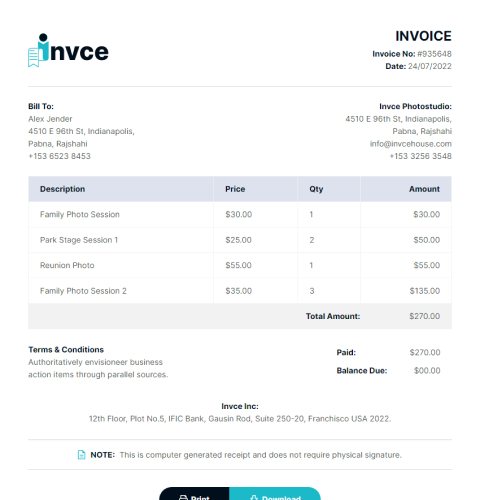 invce
INVOICE
Invoice No: #935648
Date: 24/07/2022
Bill To:
Alex Jender
4510 E 96th St, Indianapolis,
Pabna, Rajshahi
+153 6523 8453
Invce Photostudio:
4510 E 96th St, Indianapolis,
Pabna, Rajshahi
info@invcehouse.com
+153 3256 3548
Description Price Qty Amount
Family Photo Session $30.00 1 $30.00
Park Stage Session 1 $25.00 2 $50.00
Reunion Photo $55.00 1 $55.00
Family Photo Session 2 $35.00 3 $135.00
Total Amount: $270.00
Terms & Conditions
Authoritatively envisioneer business
action items through parallel sources.
Paid: $270.00
Balance Due: $00.00
Invce Inc:
12th Floor, Plot No.5, IFIC Bank, Gausin Rod, Suite 250-20, Franchisco USA 2022.
NOTE: This is computer generated receipt and does not require physical signature.
Print Download